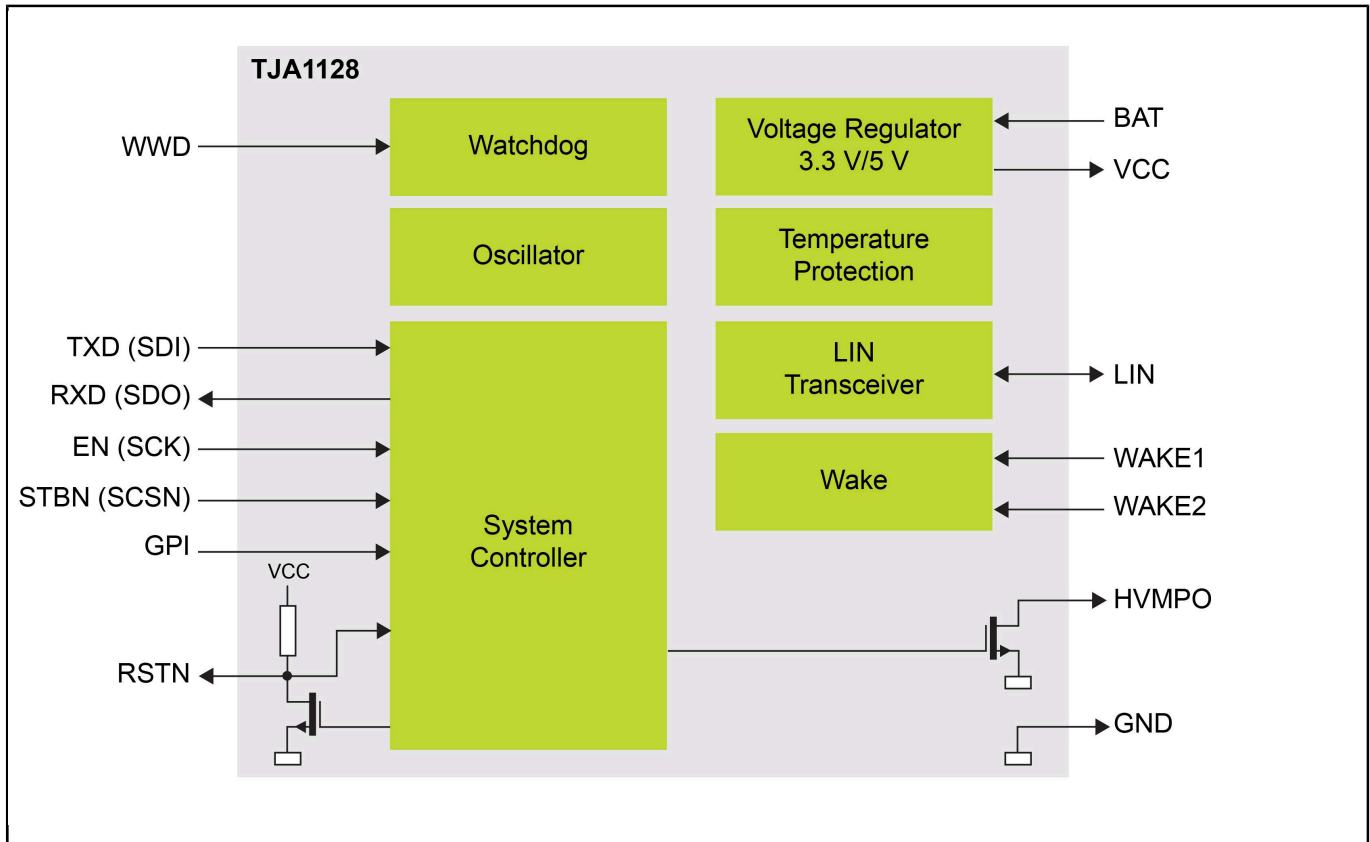 TJA1128
WWD
Watchdog
Voltage Regulator
3.3 V/5 V
BAT
VCC
Oscillator
Temperature
Protection
TXD (SDI)
RXD (SDO)
EN (SCK)
STBN (SCSN)
GPI
VCC
RSTN
System
Controller
LIN
Transceiver
LIN
Wake
WAKE1
WAKE2
HVMPO
GND